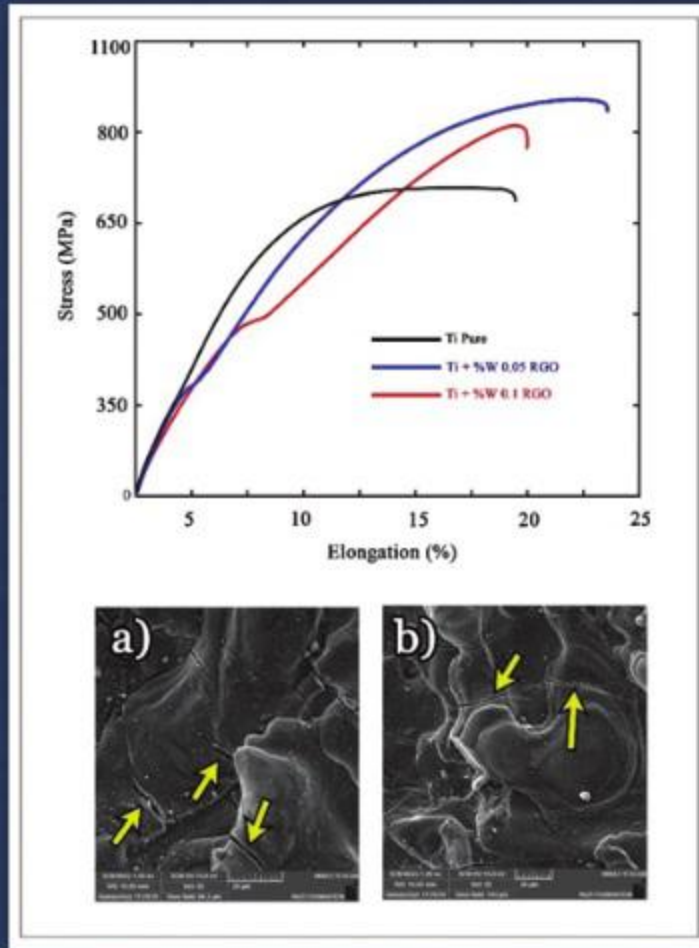 1100
800
650
500
350
0
Stress (MPa)
Ti Pure
Ti + %W 0.05 RGO
Ti + %W 0.1 RGO
5 10 15 20 25
Elongation (%)
a) b)